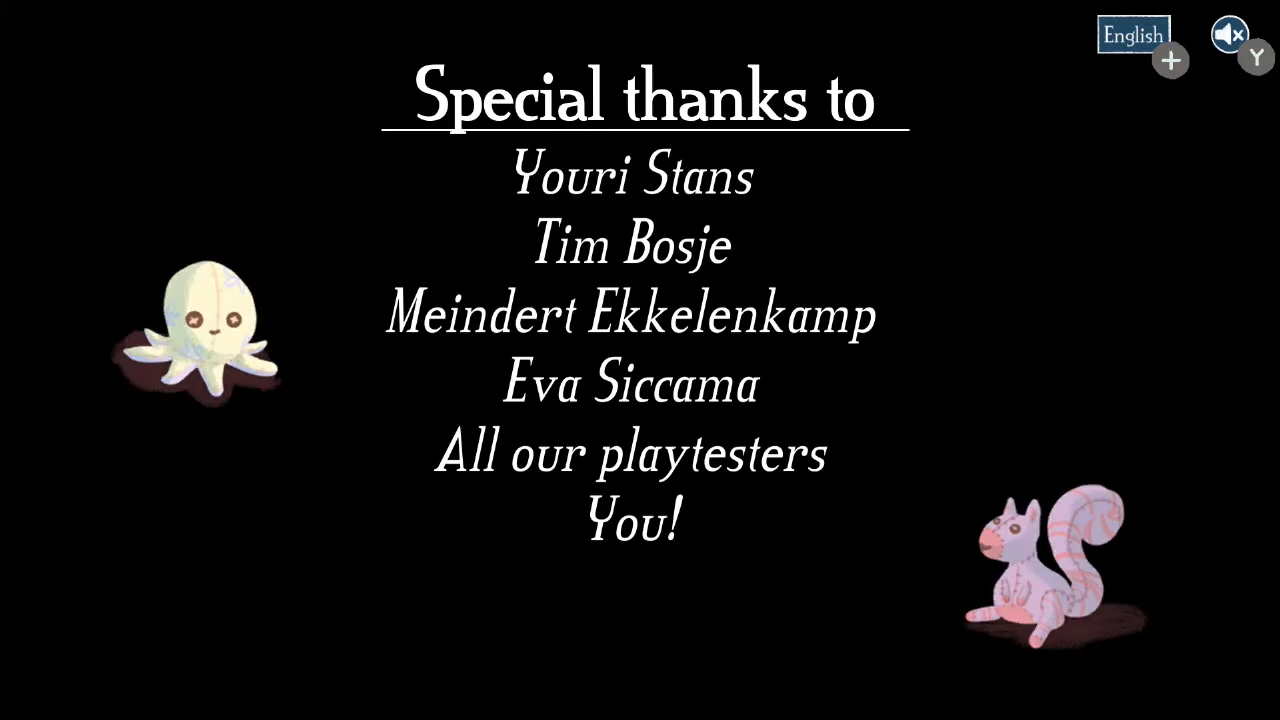 English
+
Y
Special thanks to
Youri Stans
Tim Bosje
Meindert Ekkelenkamp
Eva Siccama
All our playtesters
You!